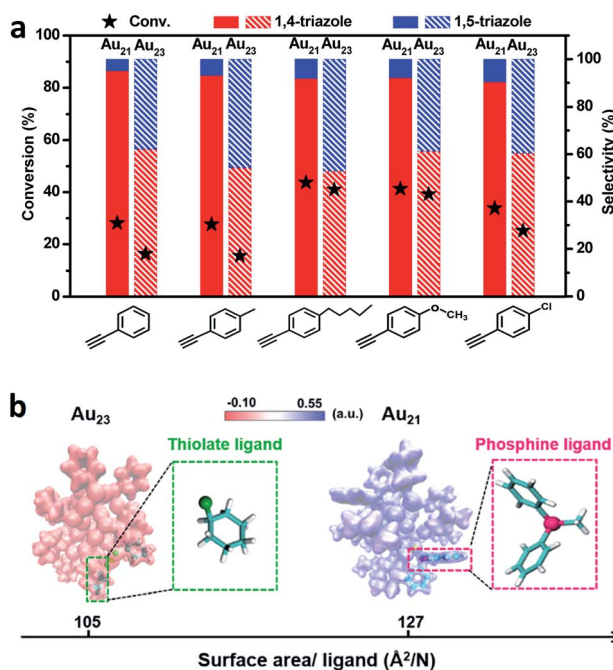 a
★ Conv. 1,4-triazole 1,5-triazole
Au21 Au23 Au21 Au23 Au21 Au23 Au21 Au23 Au21 Au23
100
80
60
40
20
0
Conversion (%)
100
80
60
40
20
0
Selectivity (%)
O CH3 Cl
b
-0.10 0.55
(a.u.)
Au23 Au21
Thiolate ligand Phosphine ligand
105 127
Surface area/ ligand (Å²/N)